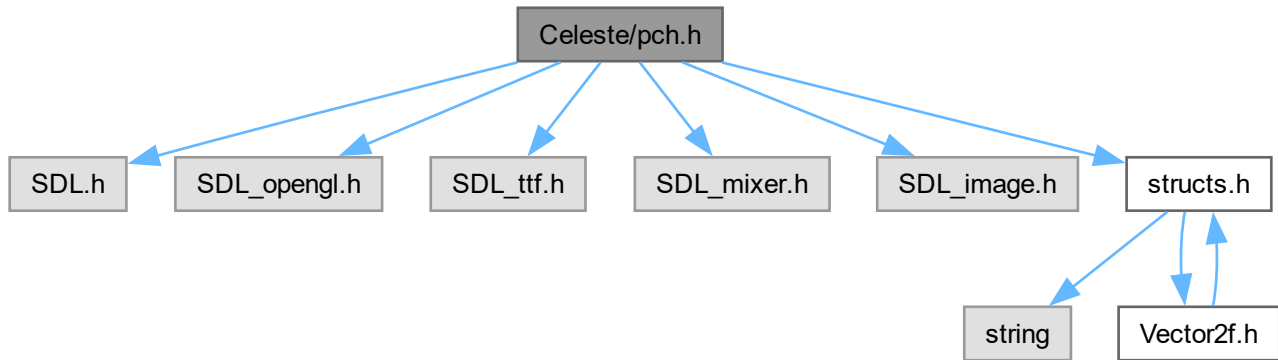 Celeste/pch.h
SDL.h
SDL_opengl.h
SDL_ttf.h
SDL_mixer.h
SDL_image.h
structs.h
string
Vector2f.h